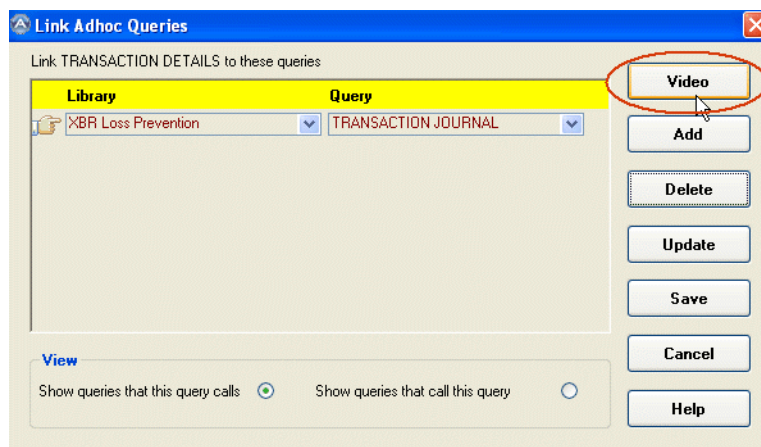 Link Adhoc Queries
Link TRANSACTION DETAILS to these queries
Library Query
XBR Loss Prevention TRANSACTION JOURNAL
Video
Add
Delete
Update
Save
Cancel
Help
View
Show queries that this query calls Show queries that call this query